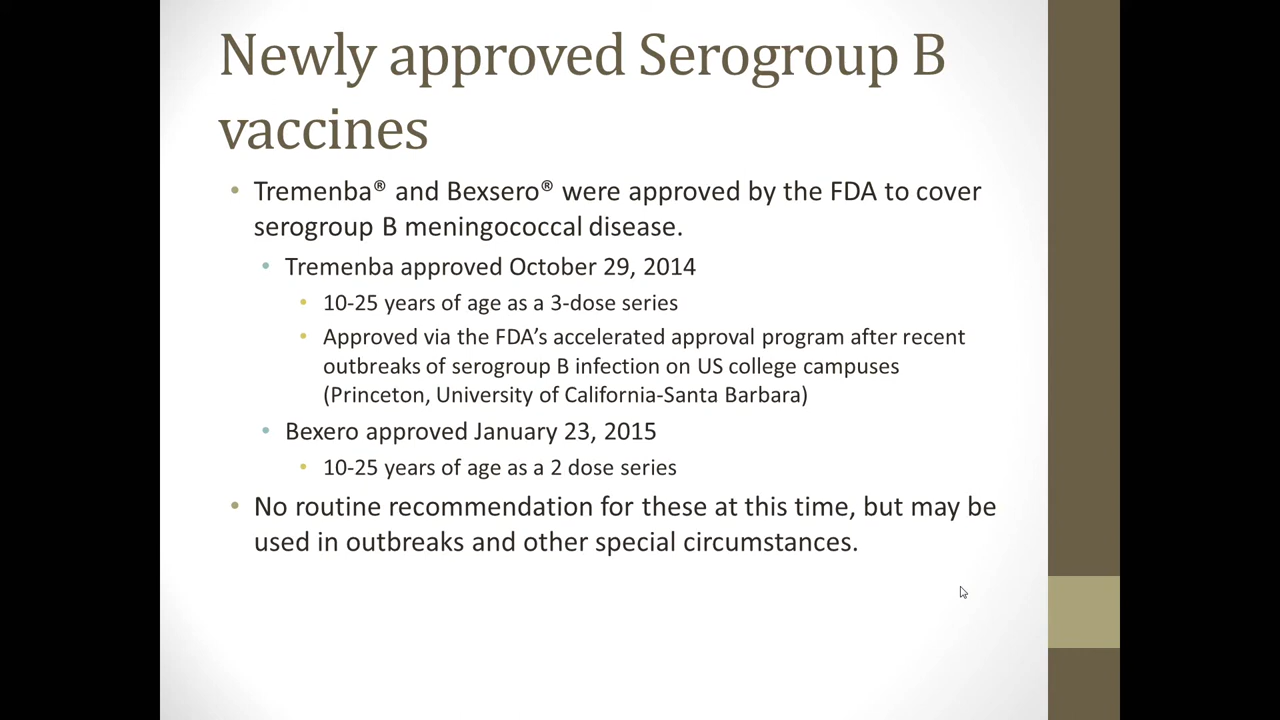 Newly approved Serogroup B
vaccines
• Tremenba® and Bexsero® were approved by the FDA to cover
serogroup B meningococcal disease.
• Tremenba approved October 29, 2014
• 10-25 years of age as a 3-dose series
• Approved via the FDA’s accelerated approval program after recent
outbreaks of serogroup B infection on US college campuses
(Princeton, University of California-Santa Barbara)
• Bexero approved January 23, 2015
• 10-25 years of age as a 2 dose series
• No routine recommendation for these at this time, but may be
used in outbreaks and other special circumstances.